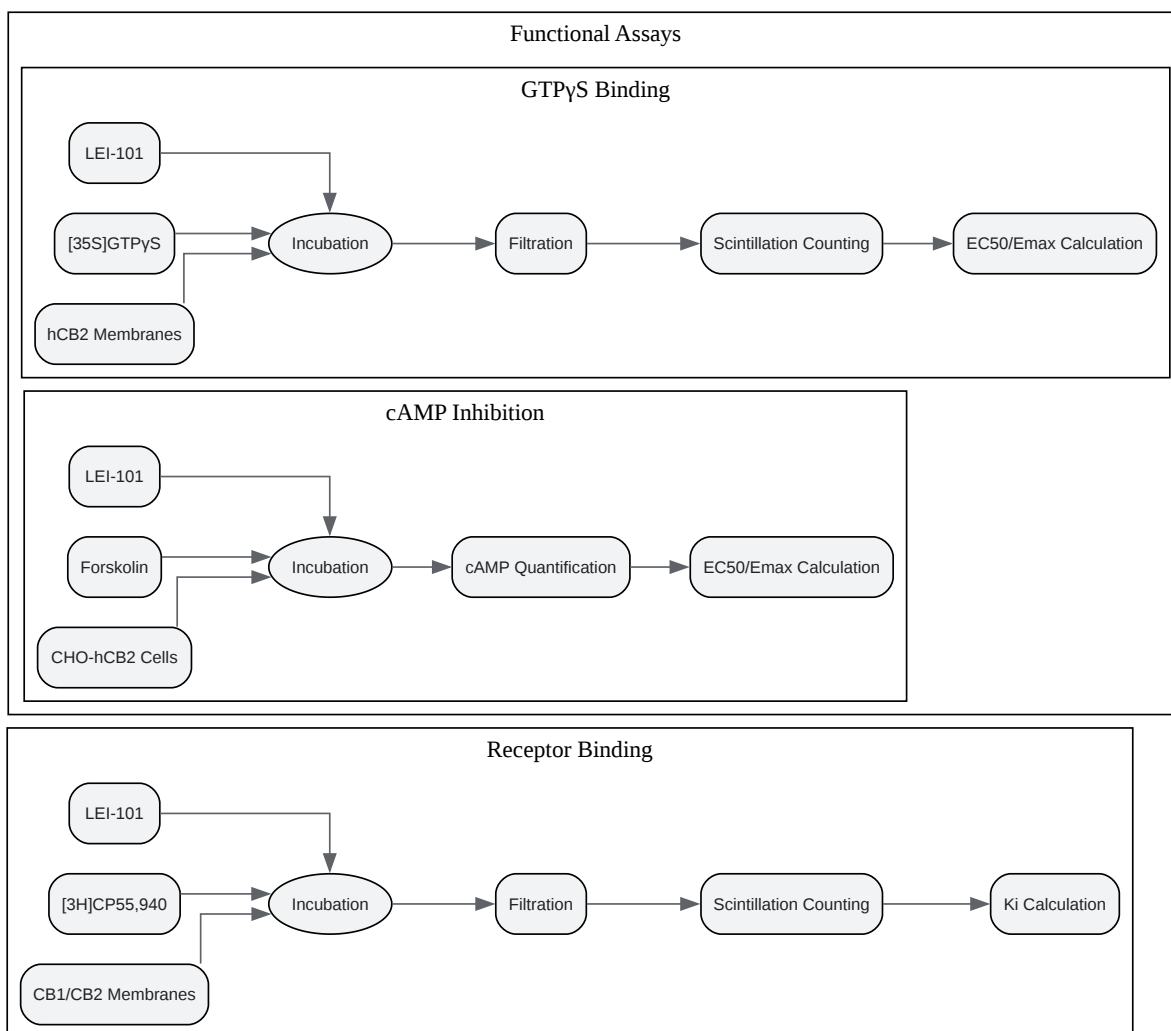 Functional Assays
GTPγS Binding
LEI-101
[35S]GTPγS
Incubation
Filtration
Scintillation Counting
EC50/Emax Calculation
hCB2 Membranes
cAMP Inhibition
LEI-101
Forskolin
Incubation
cAMP Quantification
EC50/Emax Calculation
CHO-hCB2 Cells
Receptor Binding
LEI-101
[3H]CP55,940
Incubation
Filtration
Scintillation Counting
Ki Calculation
CB1/CB2 Membranes